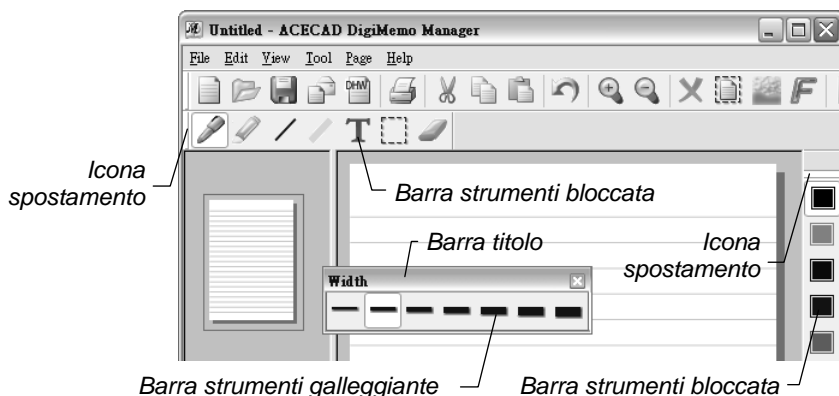 Untitled - ACECAD DigiMemo Manager
File Edit View Tool Page Help
DHW
T
F
Icona
spostamento
Barra strumenti bloccata
Barra titolo
Icona
spostamento
Width
Barra strumenti galleggiante
Barra strumenti bloccata